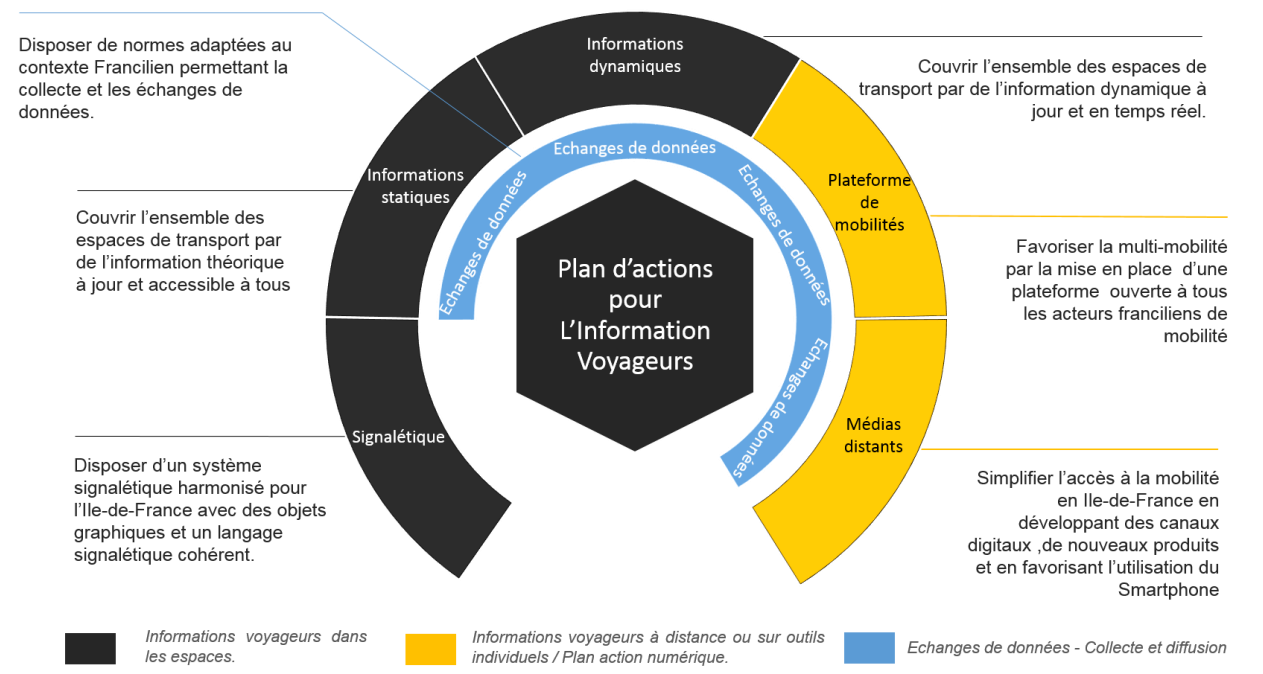 Disposer de normes adaptées au
contexte Francilien permettant la
collecte et les échanges de
données.
Informations
dynamiques
Couvrir l’ensemble des espaces de
transport par de l’information dynamique à
jour et en temps réel.
Informations
statiques
Couvrir l’ensemble des
espaces de transport par
de l’information théorique
à jour et accessible à tous
Echanges de données
Echanges de données
Echanges de données
Echanges de données
Plateforme
de
mobilités
Favoriser la multi-mobilité
par la mise en place d’une
plateforme ouverte à tous
les acteurs franciliens de
mobilité
Plan d’actions
pour
L’Information
Voyageurs
Signalétique
Disposer d’un système
signalétique harmonisé pour
l’Ile-de-France avec des objets
graphiques et un langage
signalétique cohérent.
Médias
distants
Simplifier l’accès à la mobilité
en Ile-de-France en
développant des canaux
digitaux ,de nouveaux produits
et en favorisant l’utilisation du
Smartphone
Informations voyageurs dans
les espaces.
Informations voyageurs à distance ou sur outils
individuels / Plan action numérique.
Echanges de données - Collecte et diffusion